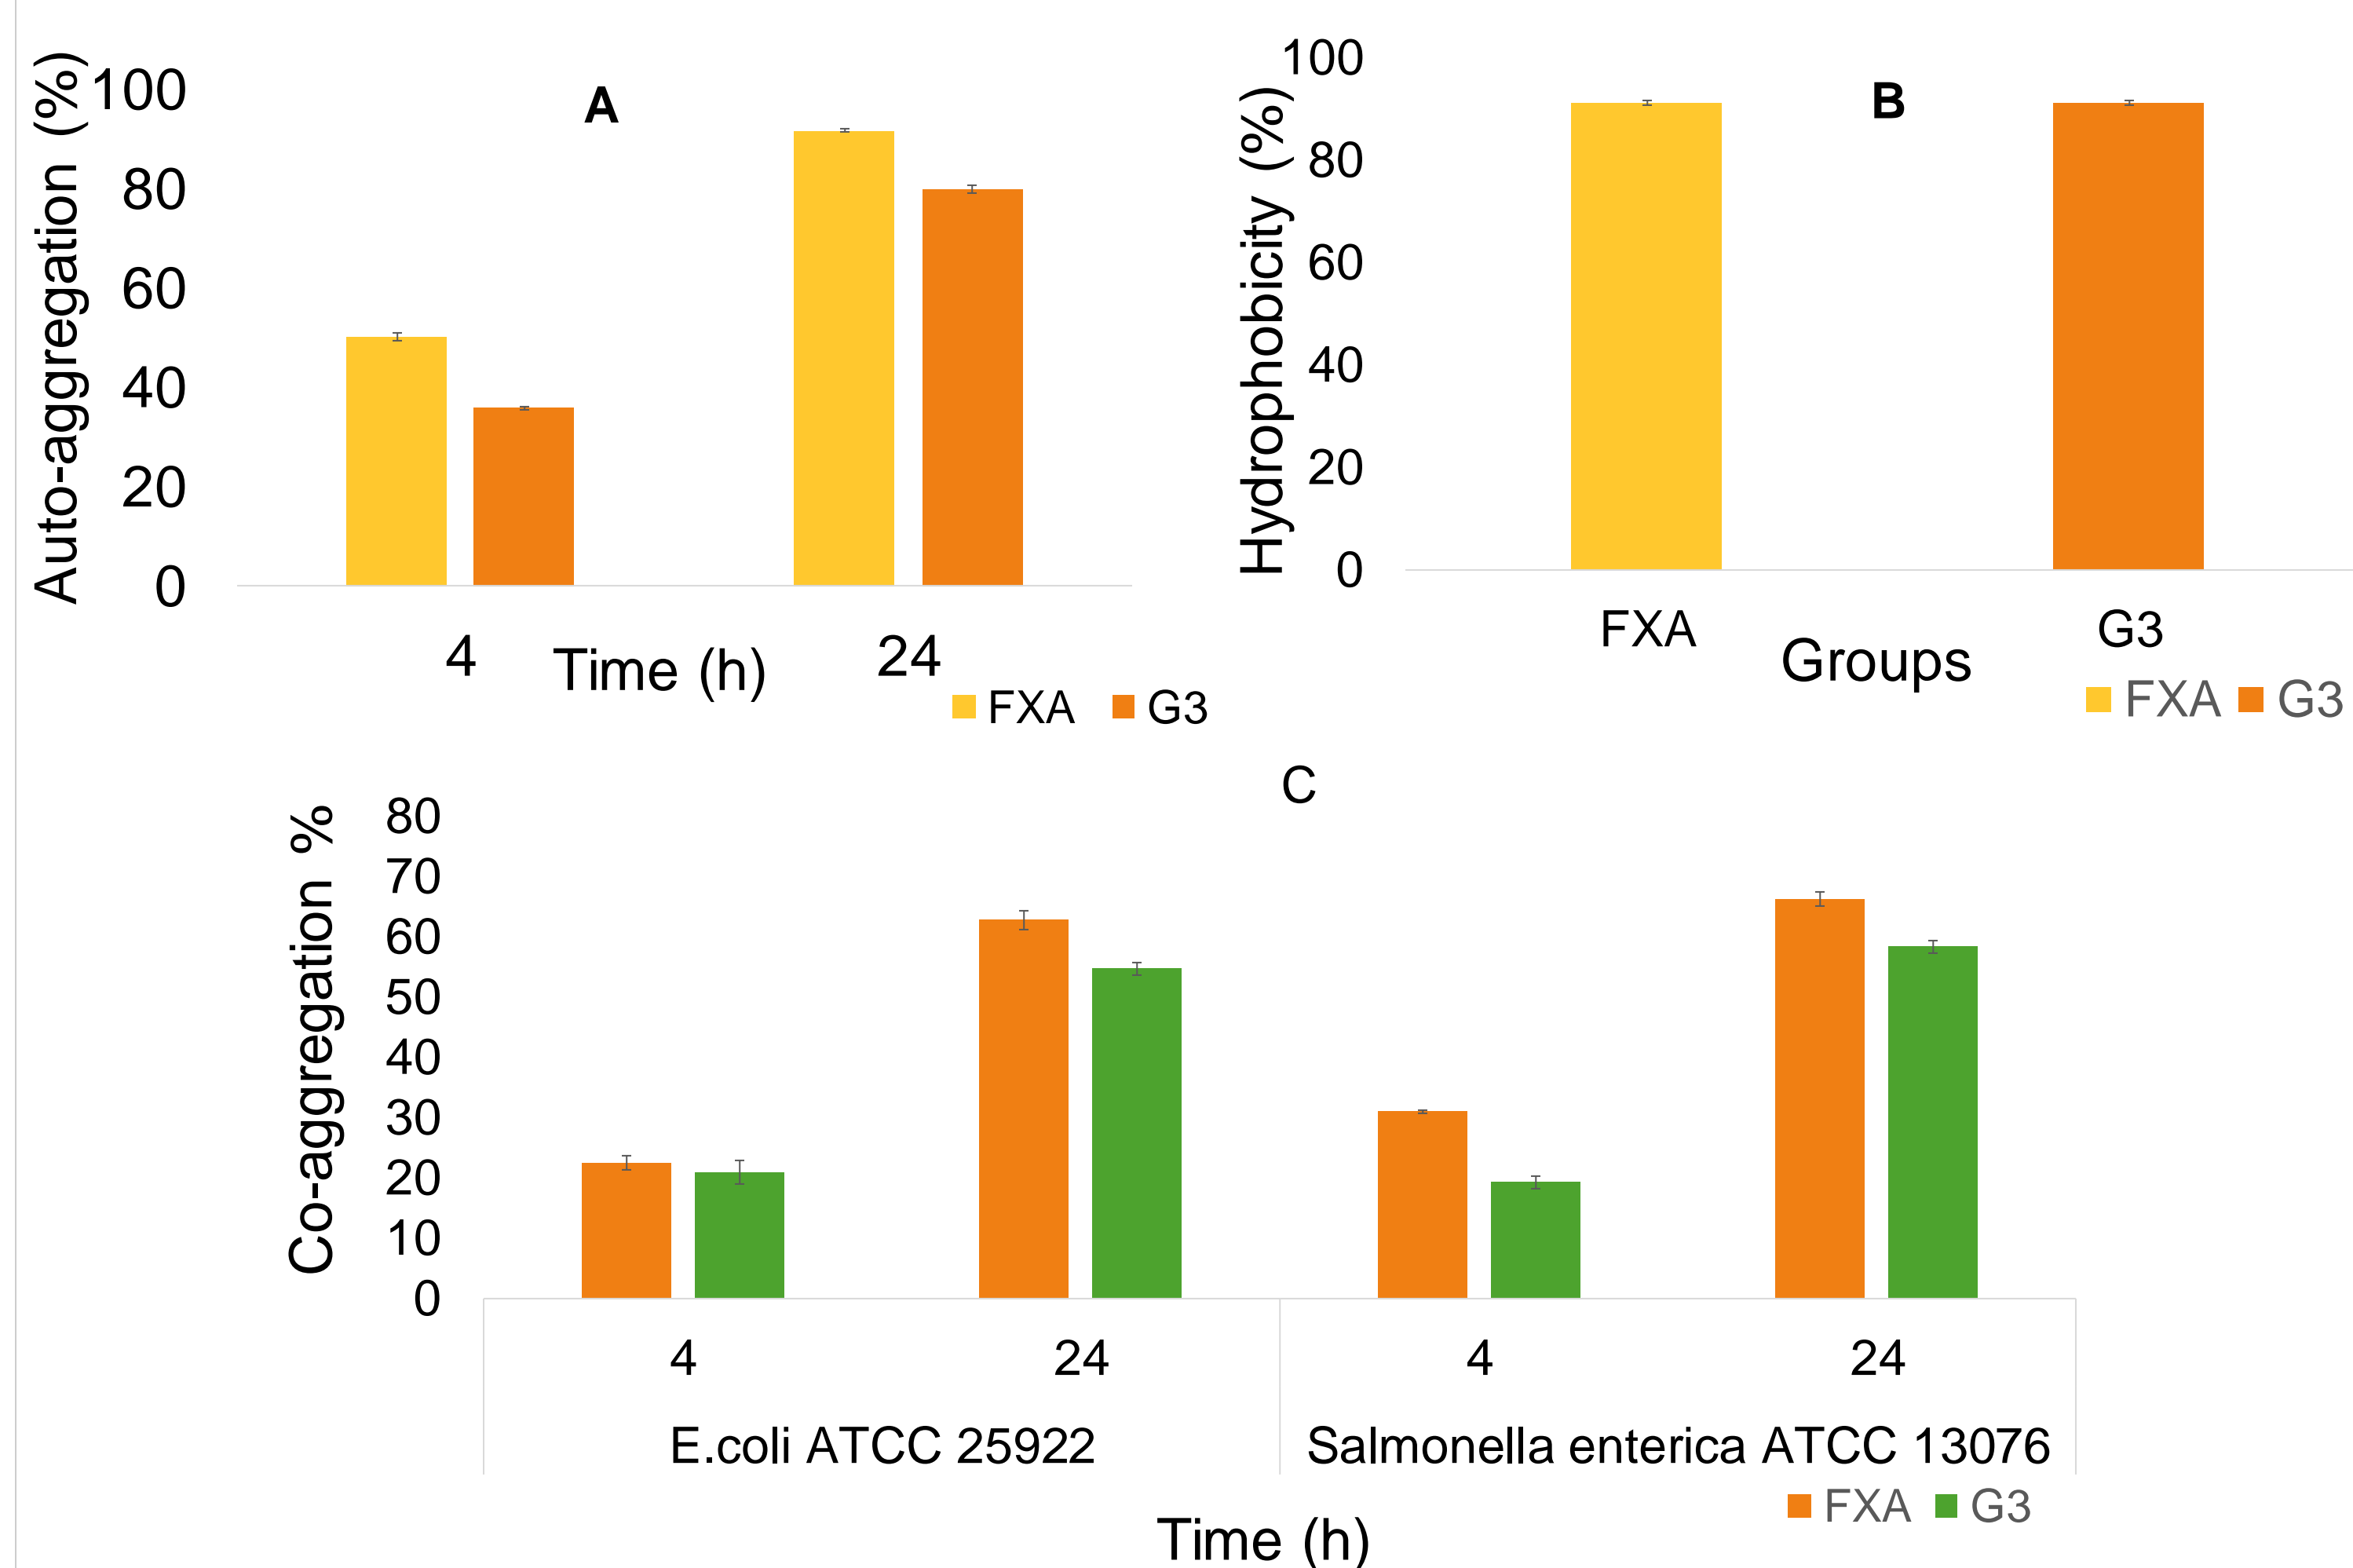 A
Auto-aggregation (%)
100
80
60
40
20
0
4
24
Time (h)
FXA
G3
B
Hydrophobicity (%)
100
80
60
40
20
0
FXA
G3
Groups
FXA
G3
C
Co-aggregation %
80
70
60
50
40
30
20
10
0
4
24
4
24
E.coli ATCC 25922
Salmonella enterica ATCC 13076
FXA
G3
Time (h)